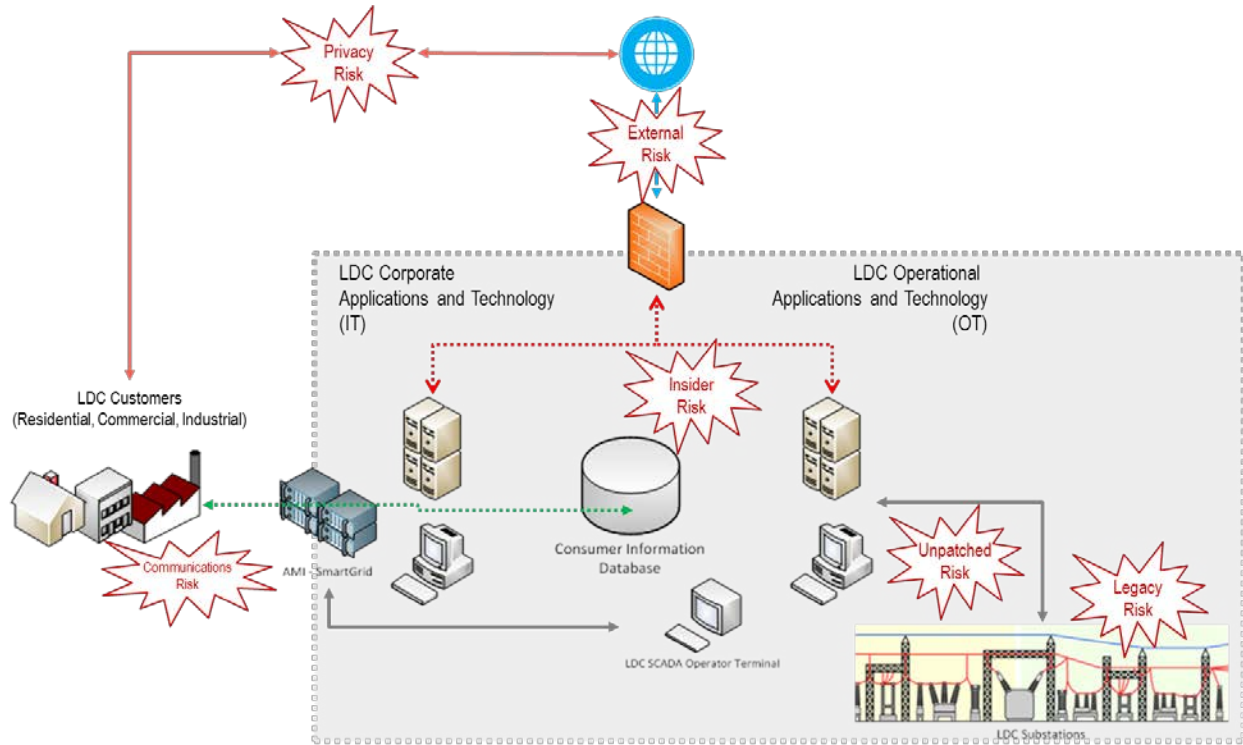 Privacy
Risk
External
Risk
LDC Corporate
Applications and Technology
(IT)
LDC Operational
Applications and Technology
(OT)
Insider
Risk
LDC Customers
(Residential, Commercial, Industrial)
Consumer Information
Database
Communications
Risk
AMI - SmartGrid
Unpatched
Risk
Legacy
Risk
LDC SCADA Operator Terminal
LDC Substations